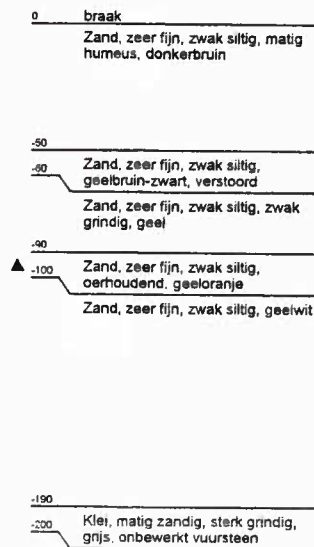 0 braak
Zand, zeer fijn, zwak siltig, matig
humeus, donkerbruin
-50
-60 Zand, zeer fijn, zwak siltig,
geelbruin-zwart, verstoord
Zand, zeer fijn, zwak siltig, zwak
grindig, geel
-90
-100 Zand, zeer fijn, zwak siltig,
oerhoudend, geeloranje
Zand, zeer fijn, zwak siltig, geelwit
-190
-200 Klei, matig zandig, sterk grindig,
grijs, onbewerkt vuursteen